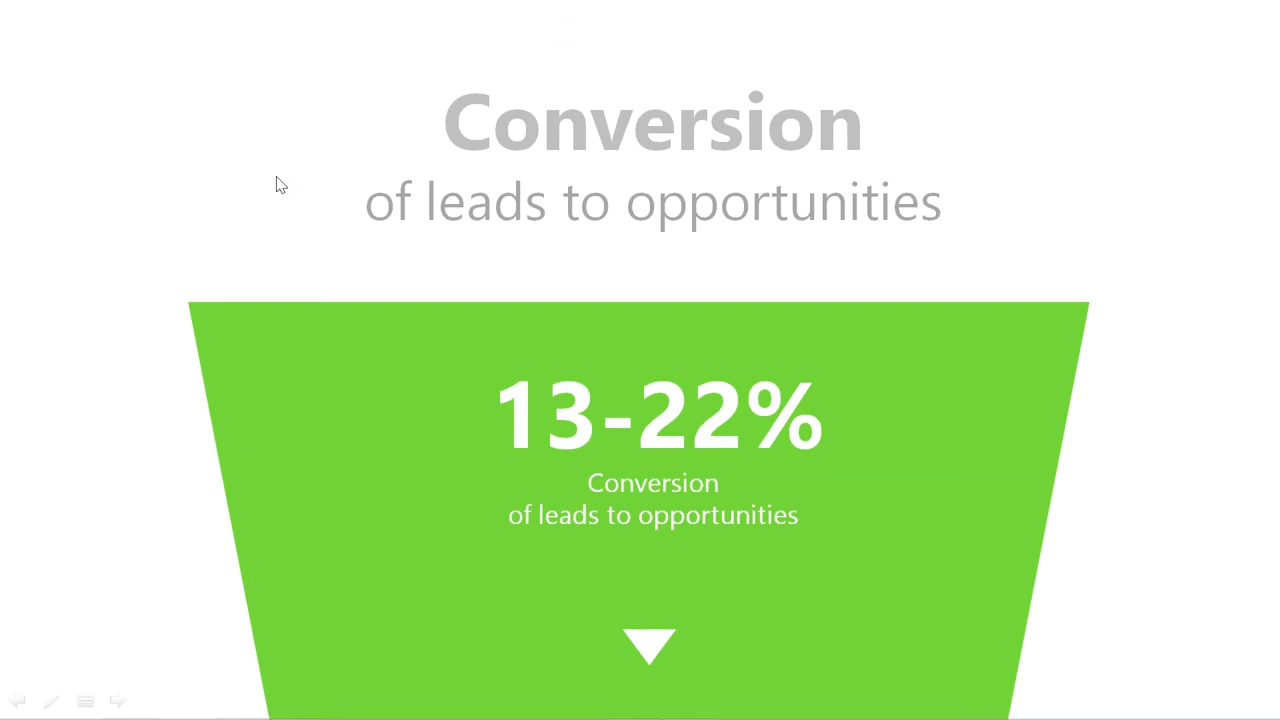 Conversion
of leads to opportunities
13-22%
Conversion
of leads to opportunities